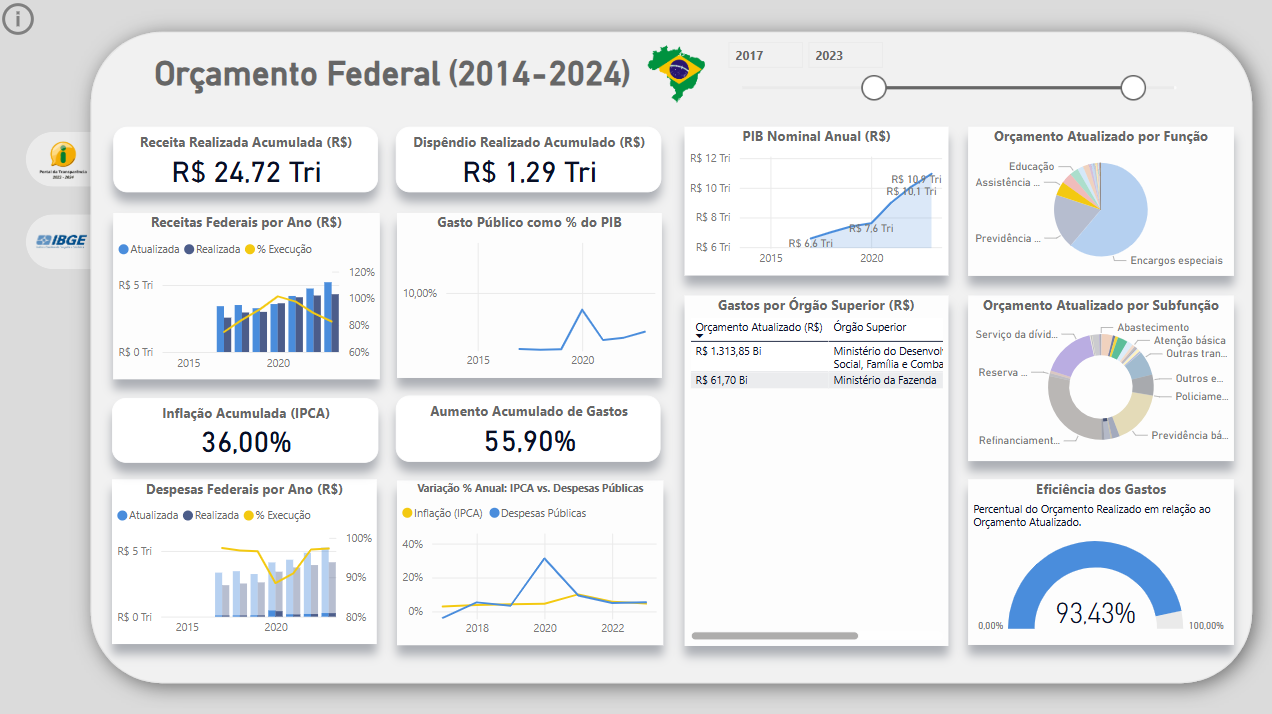 Orçamento Federal (2014-2024)
2017
2023
Portal da Transparência
2022 - 2024
IBGE
Receita Realizada Acumulada (R$)
R$ 24,72 Tri
Dispêndio Realizado Acumulado (R$)
R$ 1,29 Tri
Receitas Federais por Ano (R$)
Atualizada Realizada % Execução
R$ 5 Tri
R$ 0 Tri
120%
100%
80%
60%
2015
2020
Gasto Público como % do PIB
10,00%
2015
2020
PIB Nominal Anual (R$)
R$ 12 Tri
R$ 10 Tri
R$ 8 Tri
R$ 6 Tri
R$ 10,9 Tri
R$ 10,1 Tri
R$ 7,6 Tri
R$ 6,6 Tri
2015
2020
Orçamento Atualizado por Função
Educação
Assistência ...
Previdência ...
Encargos especiais
Inflação Acumulada (IPCA)
36,00%
Aumento Acumulado de Gastos
55,90%
Gastos por Órgão Superior (R$)
Orçamento Atualizado (R$) Órgão Superior
R$ 1.313,85 Bi Ministério do Desenvol
Social, Família e Comba
R$ 61,70 Bi Ministério da Fazenda
Orçamento Atualizado por Subfunção
Serviço da dívid...
Abastecimento
Atenção básica
Outras tran...
Reserva ...
Outros e...
Policiame...
Refinanciament...
Previdência bá...
Despesas Federais por Ano (R$)
Atualizada Realizada % Execução
R$ 5 Tri
R$ 0 Tri
100%
90%
80%
2015
2020
Variação % Anual: IPCA vs. Despesas Públicas
Inflação (IPCA) Despesas Públicas
40%
20%
0%
2018
2020
2022
Eficiência dos Gastos
Percentual do Orçamento Realizado em relação ao
Orçamento Atualizado.
93,43%
0,00%
100,00%